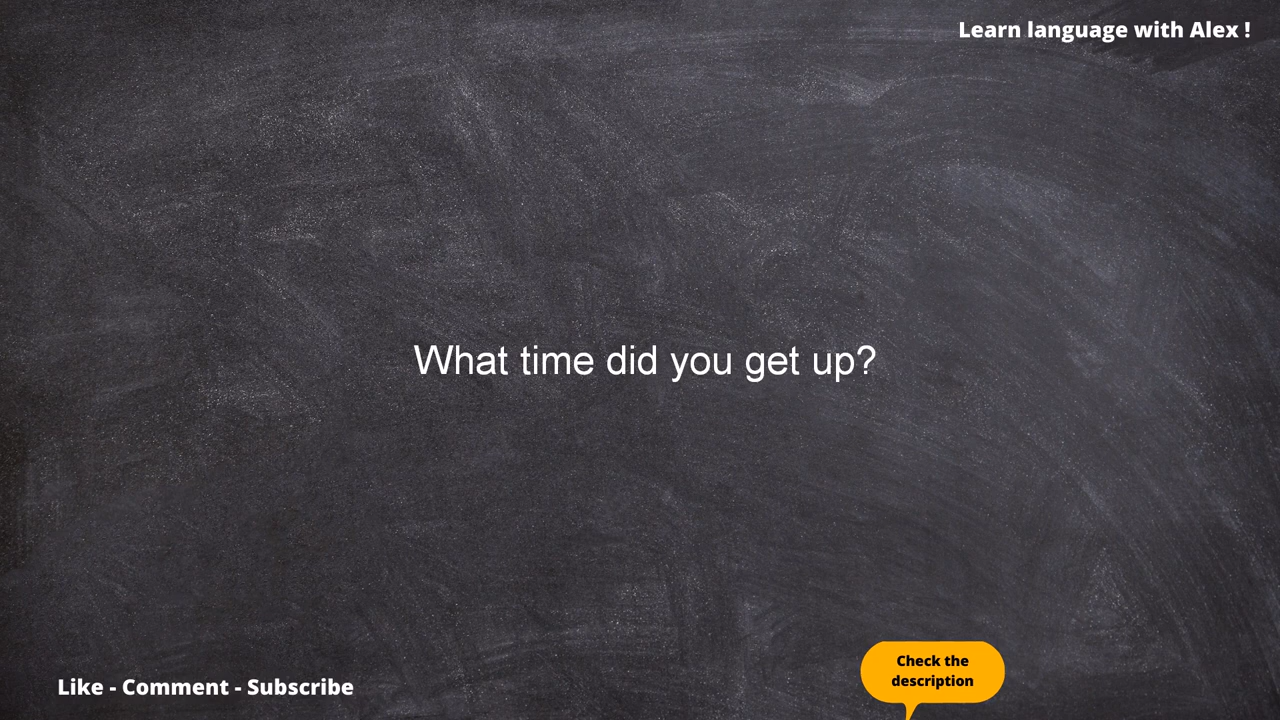 Learn language with Alex !
What time did you get up?
Check the
description
Like - Comment - Subscribe